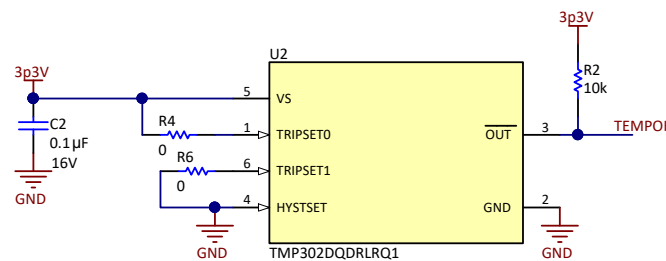 3p3V
U2
3p3V
R2
10k
5
VS
C2
0.1µF
16V
R4
0
1
TRIPSET0
OUT
3
R6
0
6
TRIPSET1
4
HYSTSET
GND
2
GND
GND
GND
TMP302DQDRLRQ1